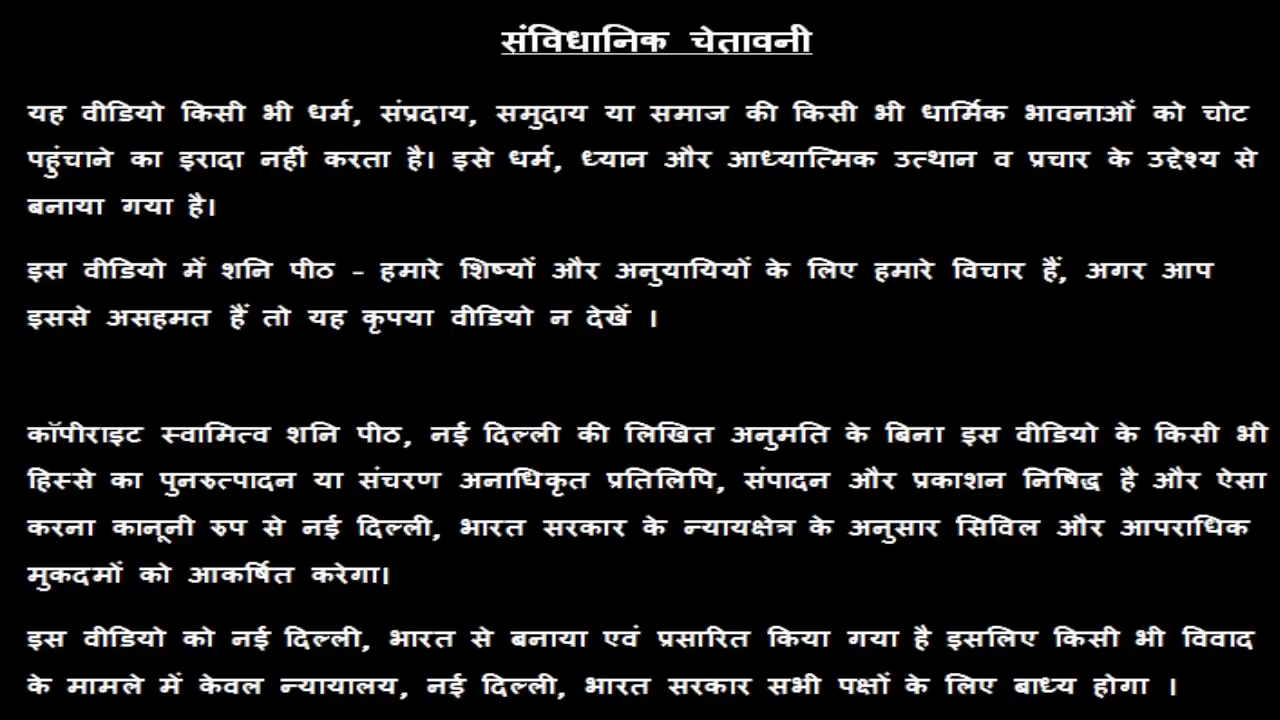 संविधानिक चेतावनी
यह वीडियो किसी भी धर्म, संप्रदाय, समुदाय या समाज की किसी भी धार्मिक भावनाओं को चोट
पहुंचाने का इरादा नहीं करता है। इसे धर्म, ध्यान और आध्यात्मिक उत्थान व प्रचार के उद्देश्य से
बनाया गया है।
इस वीडियो में शनि पीठ – हमारे शिष्यों और अनुयायियों के लिए हमारे विचार हैं, अगर आप
इससे असहमत हैं तो यह कृपया वीडियो न देखें ।
कॉपीराइट स्वामित्व शनि पीठ, नई दिल्ली की लिखित अनुमति के बिना इस वीडियो के किसी भी
हिस्से का पुनरुत्पादन या संचरण अनाधिकृत प्रतिलिपि, संपादन और प्रकाशन निषिद्ध है और ऐसा
करना कानूनी रुप से नई दिल्ली, भारत सरकार के न्यायक्षेत्र के अनुसार सिविल और आपराधिक
मुकदमों को आकर्षित करेगा।
इस वीडियो को नई दिल्ली, भारत से बनाया एवं प्रसारित किया गया है इसलिए किसी भी विवाद
के मामले में केवल न्यायालय, नई दिल्ली, भारत सरकार सभी पक्षों के लिए बाध्य होगा ।